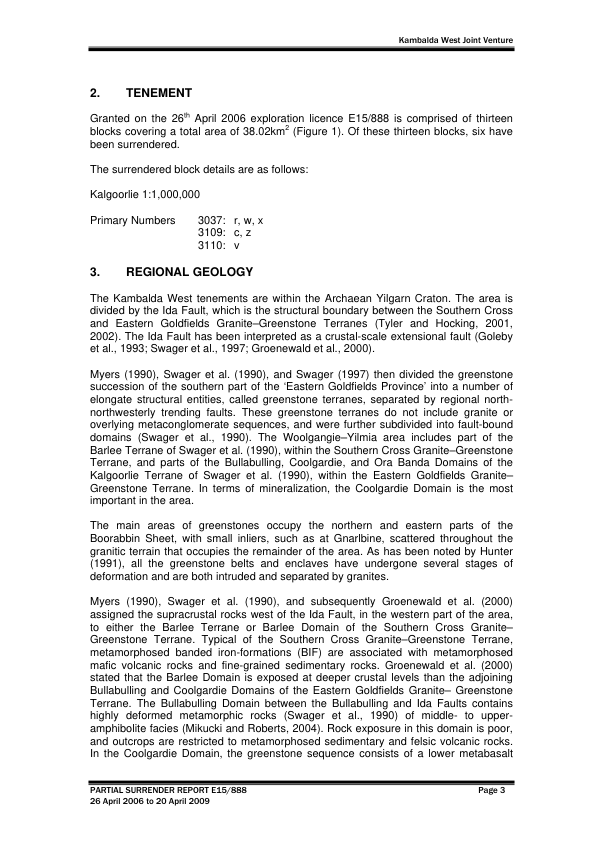 Kambalda West Joint Venture
2. TENEMENT
Granted on the 26th April 2006 exploration licence E15/888 is comprised of thirteen
blocks covering a total area of 38.02km2 (Figure 1). Of these thirteen blocks, six have
been surrendered.
The surrendered block details are as follows:
Kalgoorlie 1:1,000,000
Primary Numbers 3037: r, w, x
3109: c, z
3110: v
3. REGIONAL GEOLOGY
The Kambalda West tenements are within the Archaean Yilgarn Craton. The area is
divided by the Ida Fault, which is the structural boundary between the Southern Cross
and Eastern Goldfields Granite–Greenstone Terranes (Tyler and Hocking, 2001,
2002). The Ida Fault has been interpreted as a crustal-scale extensional fault (Goleby
et al., 1993; Swager et al., 1997; Groenewald et al., 2000).
Myers (1990), Swager et al. (1990), and Swager (1997) then divided the greenstone
succession of the southern part of the ‘Eastern Goldfields Province’ into a number of
elongate structural entities, called greenstone terranes, separated by regional north-
northwesterly trending faults. These greenstone terranes do not include granite or
overlying metaconglomerate sequences, and were further subdivided into fault-bound
domains (Swager et al., 1990). The Woolgangie–Yilmia area includes part of the
Barlee Terrane of Swager et al. (1990), within the Southern Cross Granite–Greenstone
Terrane, and parts of the Bullabulling, Coolgardie, and Ora Banda Domains of the
Kalgoorlie Terrane of Swager et al. (1990), within the Eastern Goldfields Granite–
Greenstone Terrane. In terms of mineralization, the Coolgardie Domain is the most
important in the area.
The main areas of greenstones occupy the northern and eastern parts of the
Boorabbin Sheet, with small inliers, such as at Gnarlbine, scattered throughout the
granitic terrain that occupies the remainder of the area. As has been noted by Hunter
(1991), all the greenstone belts and enclaves have undergone several stages of
deformation and are both intruded and separated by granites.
Myers (1990), Swager et al. (1990), and subsequently Groenewald et al. (2000)
assigned the supracrustal rocks west of the Ida Fault, in the western part of the area,
to either the Barlee Terrane or Barlee Domain of the Southern Cross Granite–
Greenstone Terrane. Typical of the Southern Cross Granite–Greenstone Terrane,
metamorphosed banded iron-formations (BIF) are associated with metamorphosed
mafic volcanic rocks and fine-grained sedimentary rocks. Groenewald et al. (2000)
stated that the Barlee Domain is exposed at deeper crustal levels than the adjoining
Bullabulling and Coolgardie Domains of the Eastern Goldfields Granite– Greenstone
Terrane. The Bullabulling Domain between the Bullabulling and Ida Faults contains
highly deformed metamorphic rocks (Swager et al., 1990) of middle- to upper-
amphibolite facies (Mikucki and Roberts, 2004). Rock exposure in this domain is poor,
and outcrops are restricted to metamorphosed sedimentary and felsic volcanic rocks.
In the Coolgardie Domain, the greenstone sequence consists of a lower metabasalt
PARTIAL SURRENDER REPORT E15/888 Page 3
26 April 2006 to 20 April 2009